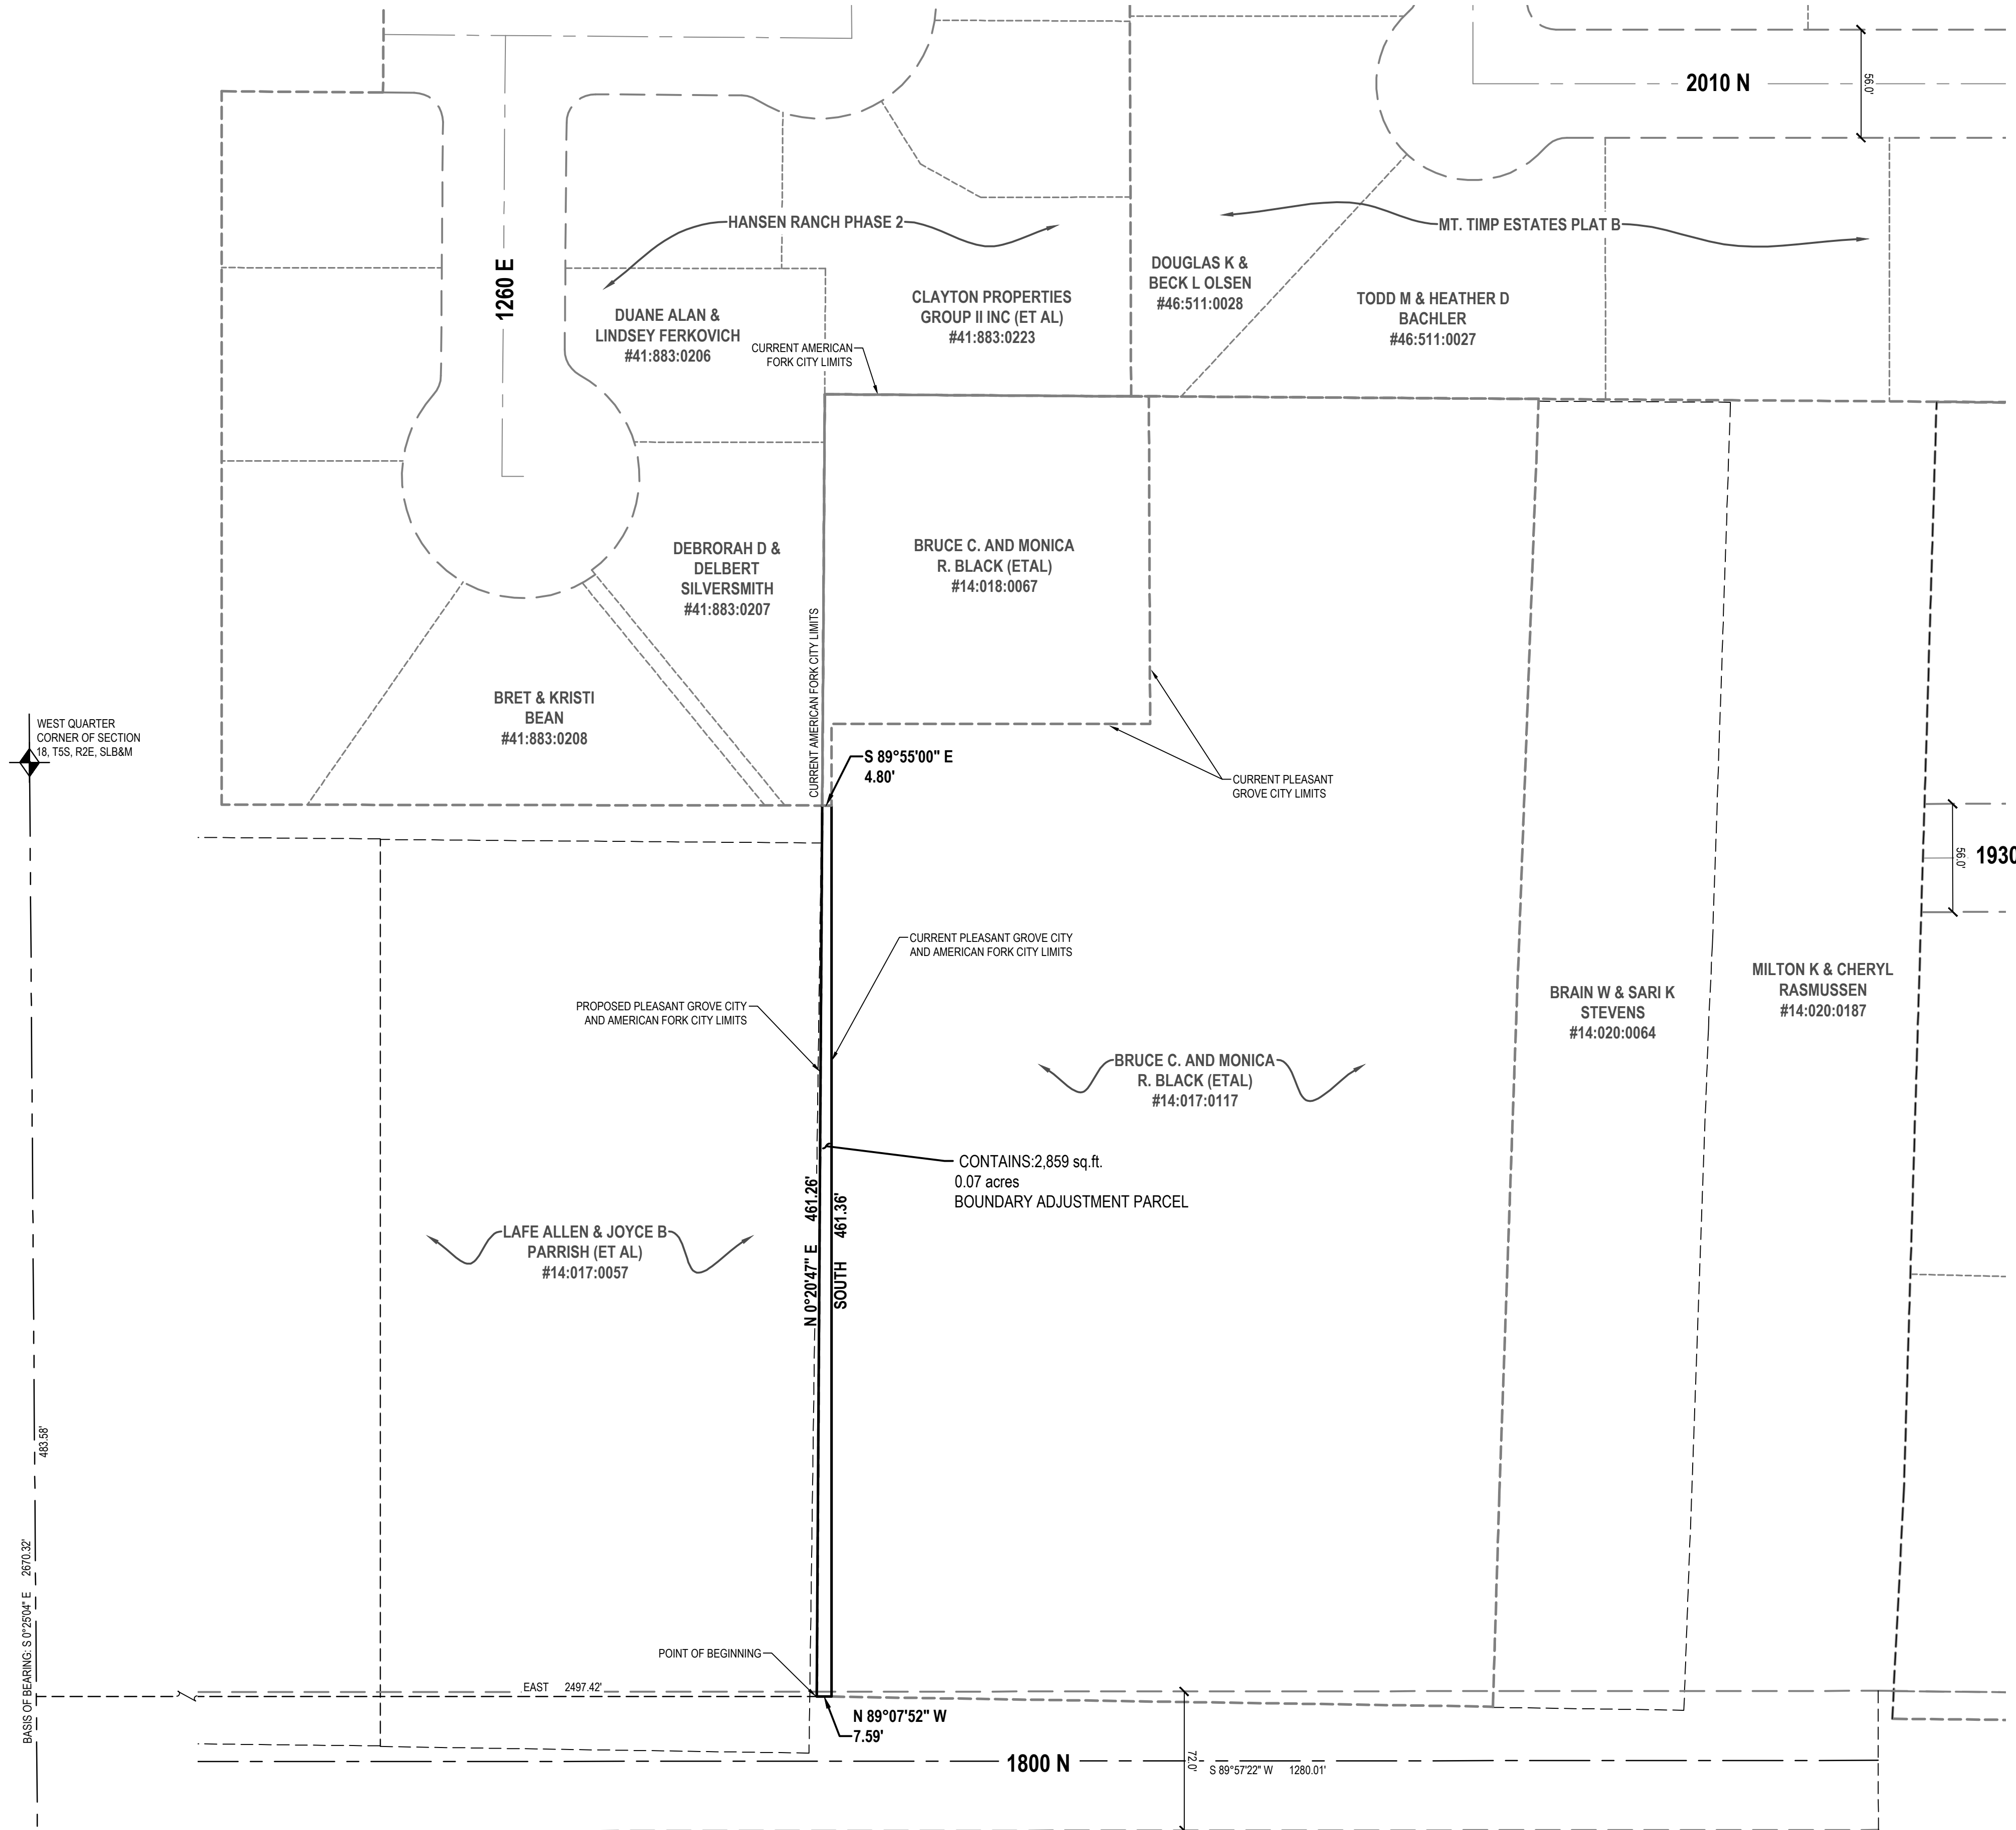 2010 N
56.0'
HANSEN RANCH PHASE 2
MT. TIMP ESTATES PLAT B
1260 E
DOUGLAS K &
BECK L OLSEN
#46:511:0028
DUANE ALAN &
LINDSEY FERKOVICH
#41:883:0206
CLAYTON PROPERTIES
GROUP II INC (ET AL)
#41:883:0223
TODD M & HEATHER D
BACHLER
#46:511:0027
CURRENT AMERICAN
FORK CITY LIMITS
DEBRORAH D &
DELBERT
SILVERSMITH
#41:883:0207
BRUCE C. AND MONICA
R. BLACK (ETAL)
#14:018:0067
CURRENT AMERICAN FORK CITY LIMITS
BRET & KRISTI
BEAN
#41:883:0208
WEST QUARTER
CORNER OF SECTION
18, T5S, R2E, SLB&M
S 89°55'00" E
4.80'
CURRENT PLEASANT
GROVE CITY LIMITS
56.0'
1930
CURRENT PLEASANT GROVE CITY
AND AMERICAN FORK CITY LIMITS
PROPOSED PLEASANT GROVE CITY
AND AMERICAN FORK CITY LIMITS
BRAIN W & SARI K
STEVENS
#14:020:0064
MILTON K & CHERYL
RASMUSSEN
#14:020:0187
BRUCE C. AND MONICA
R. BLACK (ETAL)
#14:017:0117
CONTAINS:2,859 sq.ft.
0.07 acres
BOUNDARY ADJUSTMENT PARCEL
N 0°20'47" E 461.26'
SOUTH 461.36'
LAFE ALLEN & JOYCE B
PARRISH (ET AL)
#14:017:0057
483.58'
BASIS OF BEARING: S 0°25'04" E 2670.32'
POINT OF BEGINNING
EAST 2497.42'
N 89°07'52" W
7.59'
1800 N
72.0'
S 89°57'22" W 1280.01'